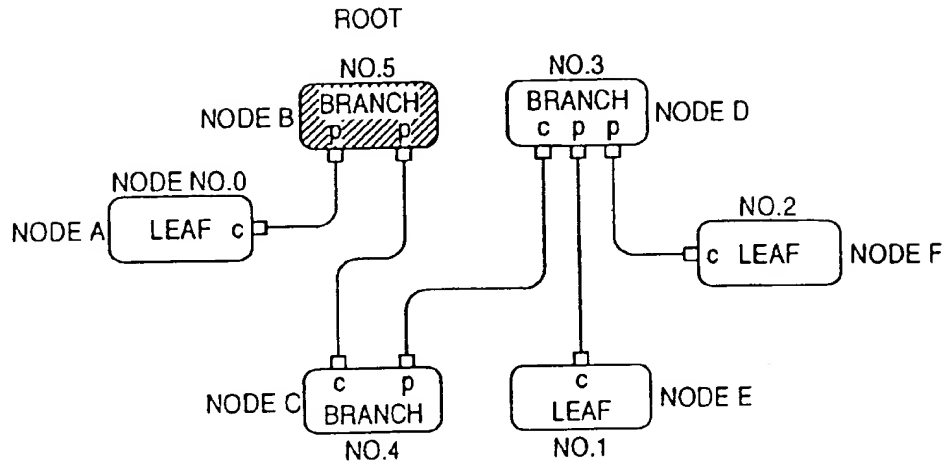 ROOT
NO.5
NO.3
NODE B
BRANCH
BRANCH
NODE D
p p
c p p
NODE NO.0
NODE A
LEAF c
NO.2
c LEAF
NODE F
c p
c
NODE C
BRANCH
LEAF
NODE E
NO.4
NO.1